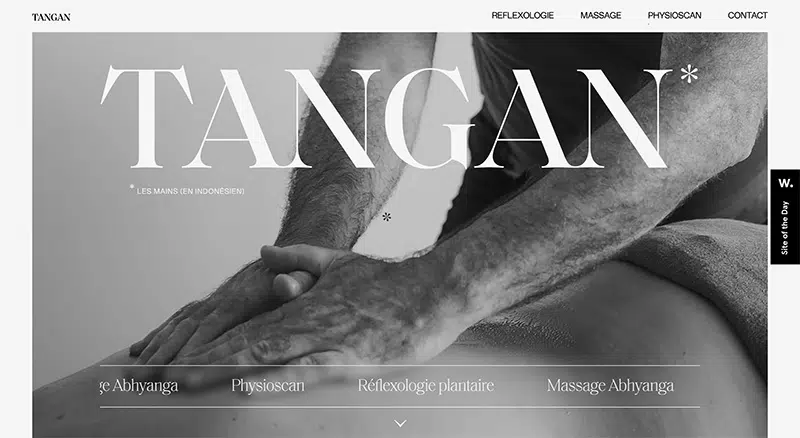 TANGAN
REFLEXOLOGIE MASSAGE PHYSIOSCAN CONTACT
TANGAN*
* LES MAINS (EN INDONÉSIEN)
*
W.
Site of the Day
ge Abhyanga Physioscan Réflexologie plantaire Massage Abhyanga